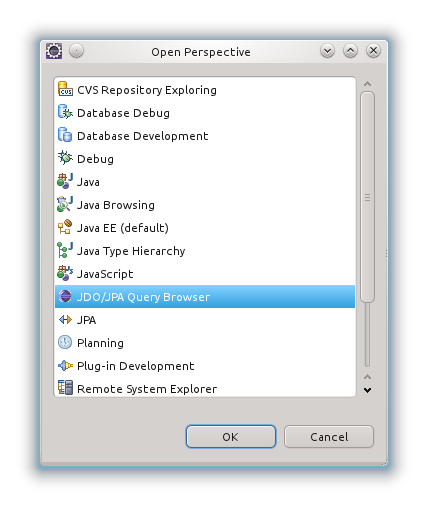 Open Perspective
CVS Repository Exploring
Database Debug
Database Development
Debug
Java
Java Browsing
Java EE (default)
Java Type Hierarchy
JavaScript
JDO/JPA Query Browser
JPA
Planning
Plug-in Development
Remote System Explorer
OK
Cancel